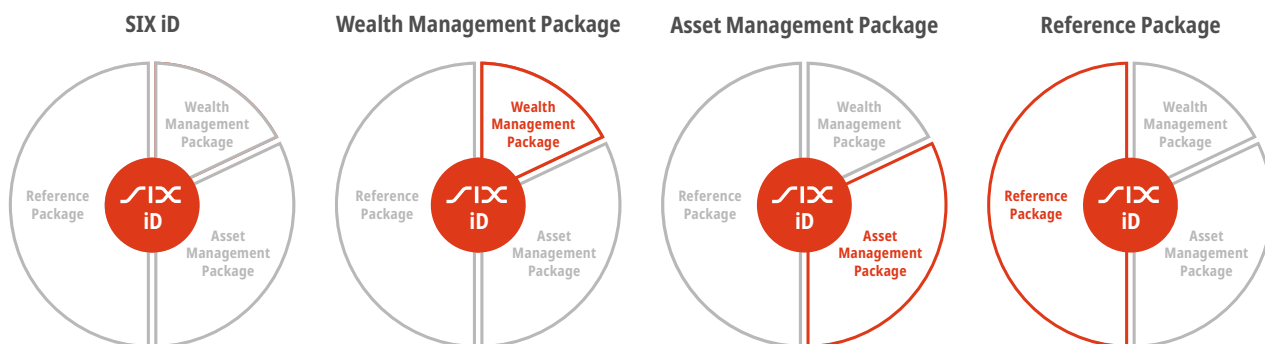 SIX iD
Wealth Management Package
Asset Management Package
Reference Package
Wealth
Management
Package
Reference
Package
SIX
iD
Asset
Management
Package
Wealth
Management
Package
Reference
Package
SIX
iD
Asset
Management
Package
Wealth
Management
Package
Reference
Package
SIX
iD
Asset
Management
Package
Wealth
Management
Package
Reference
Package
SIX
iD
Asset
Management
Package